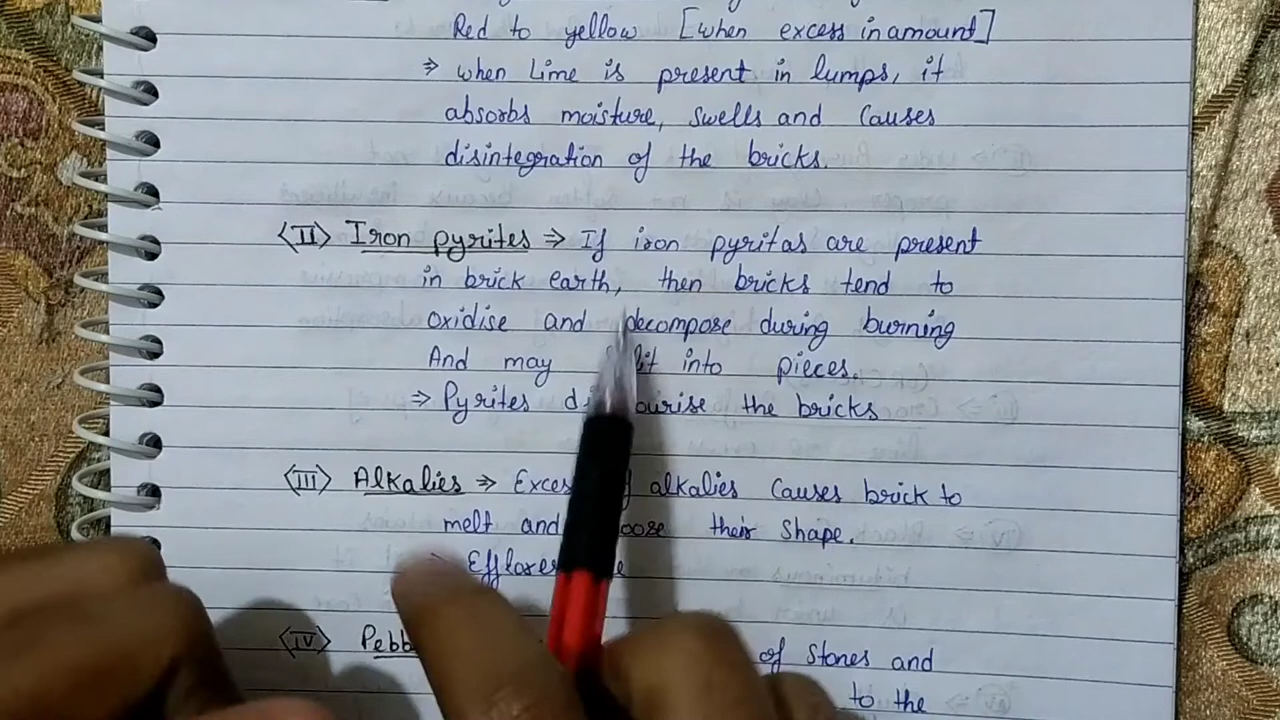 Red to yellow [when excess in amount]
⇒ when Lime is present in lumps, it
absorbs moisture, swells and Causes
disintegration of the bricks.
<II> Iron pyrites ⇒ If iron pyritas are present
in brick earth, then bricks tend to
oxidise and decompose during burning
And may into pieces.
⇒ Pyrites the bricks
<III> Alkalies ⇒ alkalies Causes brick to
melt and their Shape.
<IV> of Stones and
to the